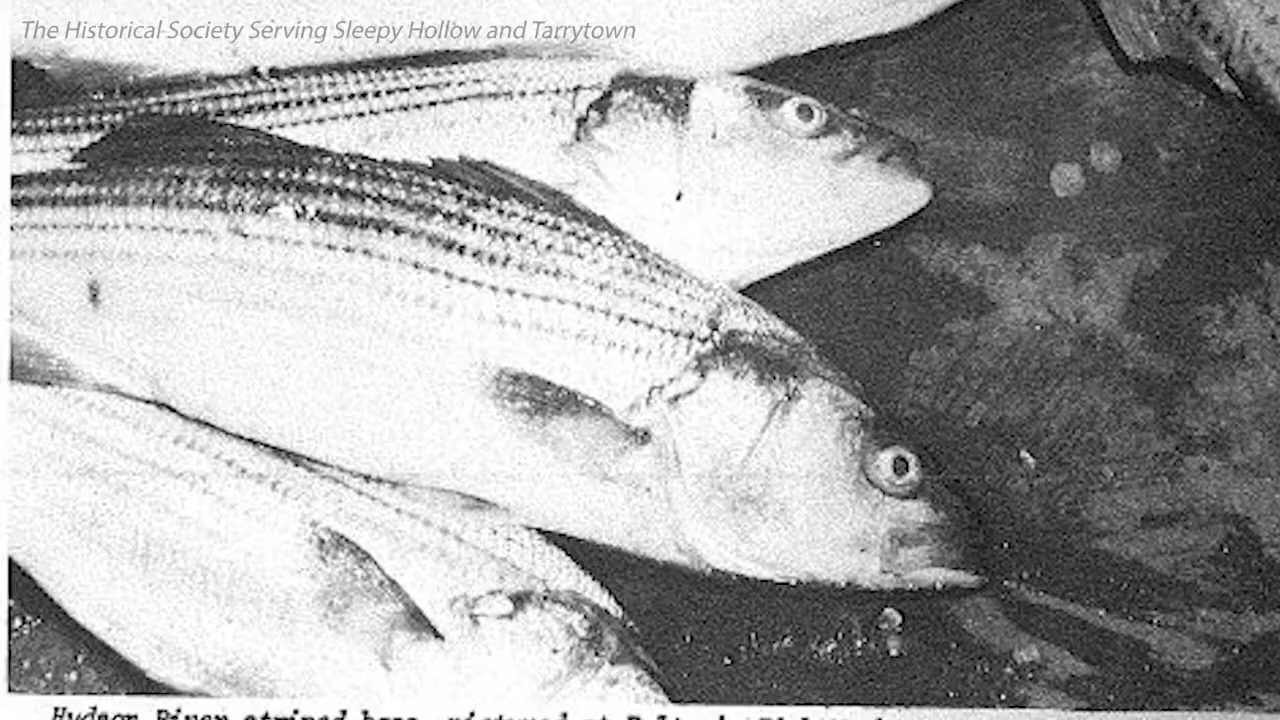 The Historical Society Serving Sleepy Hollow and Tarrytown
Hudson River striped bass, pictured at